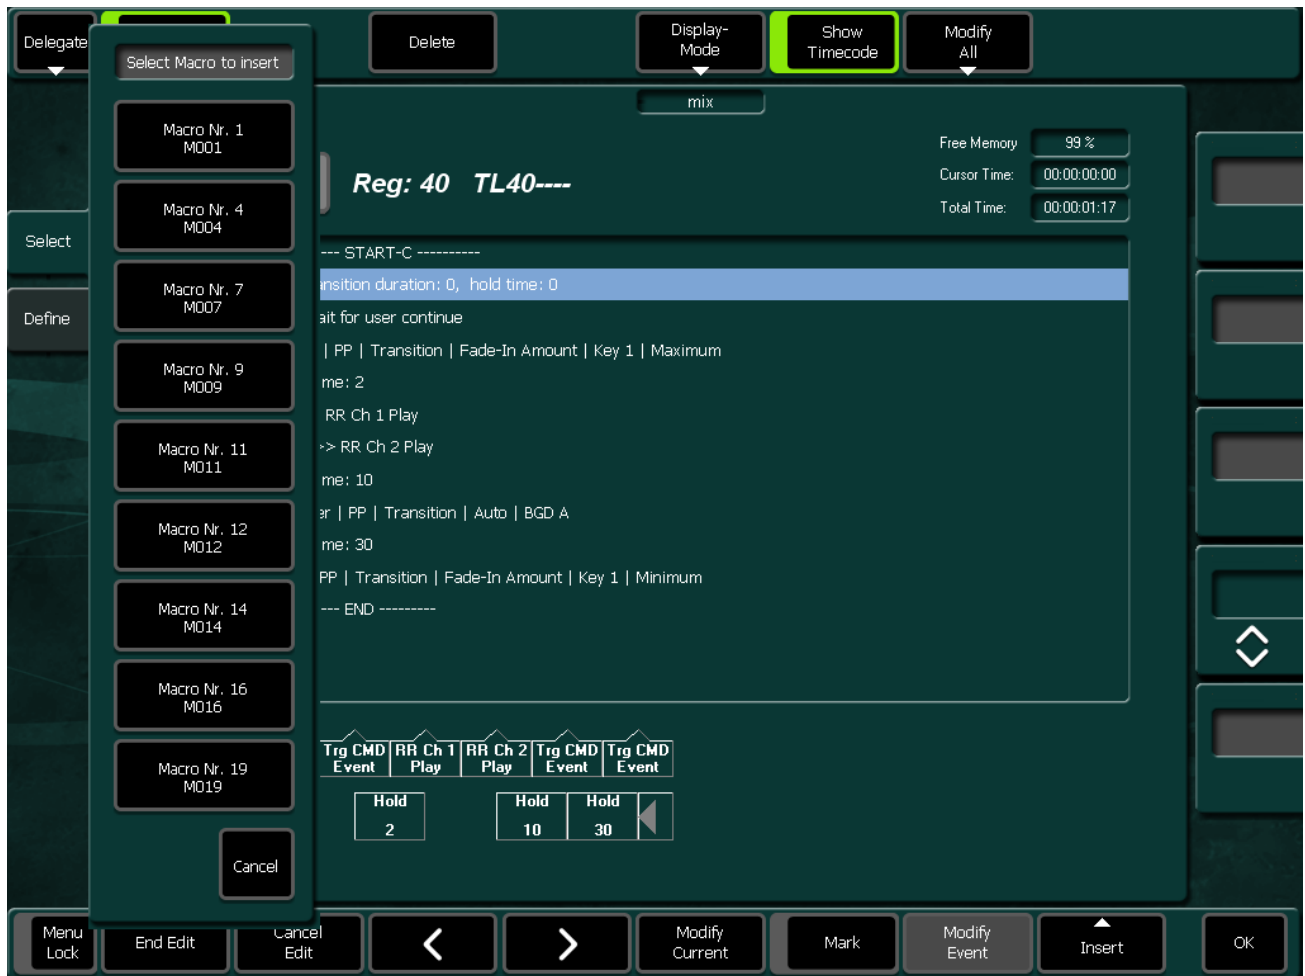 Delegate
Delete
Display-
Mode
Show
Timecode
Modify
All
Select Macro to insert
mix
Macro Nr. 1
M001
Free Memory
99 %
Reg: 40 TL40----
Cursor Time:
00:00:00:00
Total Time:
00:00:01:17
Macro Nr. 4
M004
Select
--- START-C ----------
Macro Nr. 7
M007
nsition duration: 0, hold time: 0
Define
ait for user continue
| PP | Transition | Fade-In Amount | Key 1 | Maximum
Macro Nr. 9
M009
me: 2
RR Ch 1 Play
Macro Nr. 11
M011
>> RR Ch 2 Play
me: 10
er | PP | Transition | Auto | BGD A
Macro Nr. 12
M012
me: 30
PP | Transition | Fade-In Amount | Key 1 | Minimum
Macro Nr. 14
M014
--- END ---------
Macro Nr. 16
M016
Trg CMD
Event
RR Ch 1
Play
RR Ch 2
Play
Trg CMD
Event
Trg CMD
Event
Macro Nr. 19
M019
Hold
2
Hold
10
Hold
30
Cancel
Menu
Lock
End Edit
Cancel
Edit
Modify
Current
Mark
Modify
Event
Insert
OK